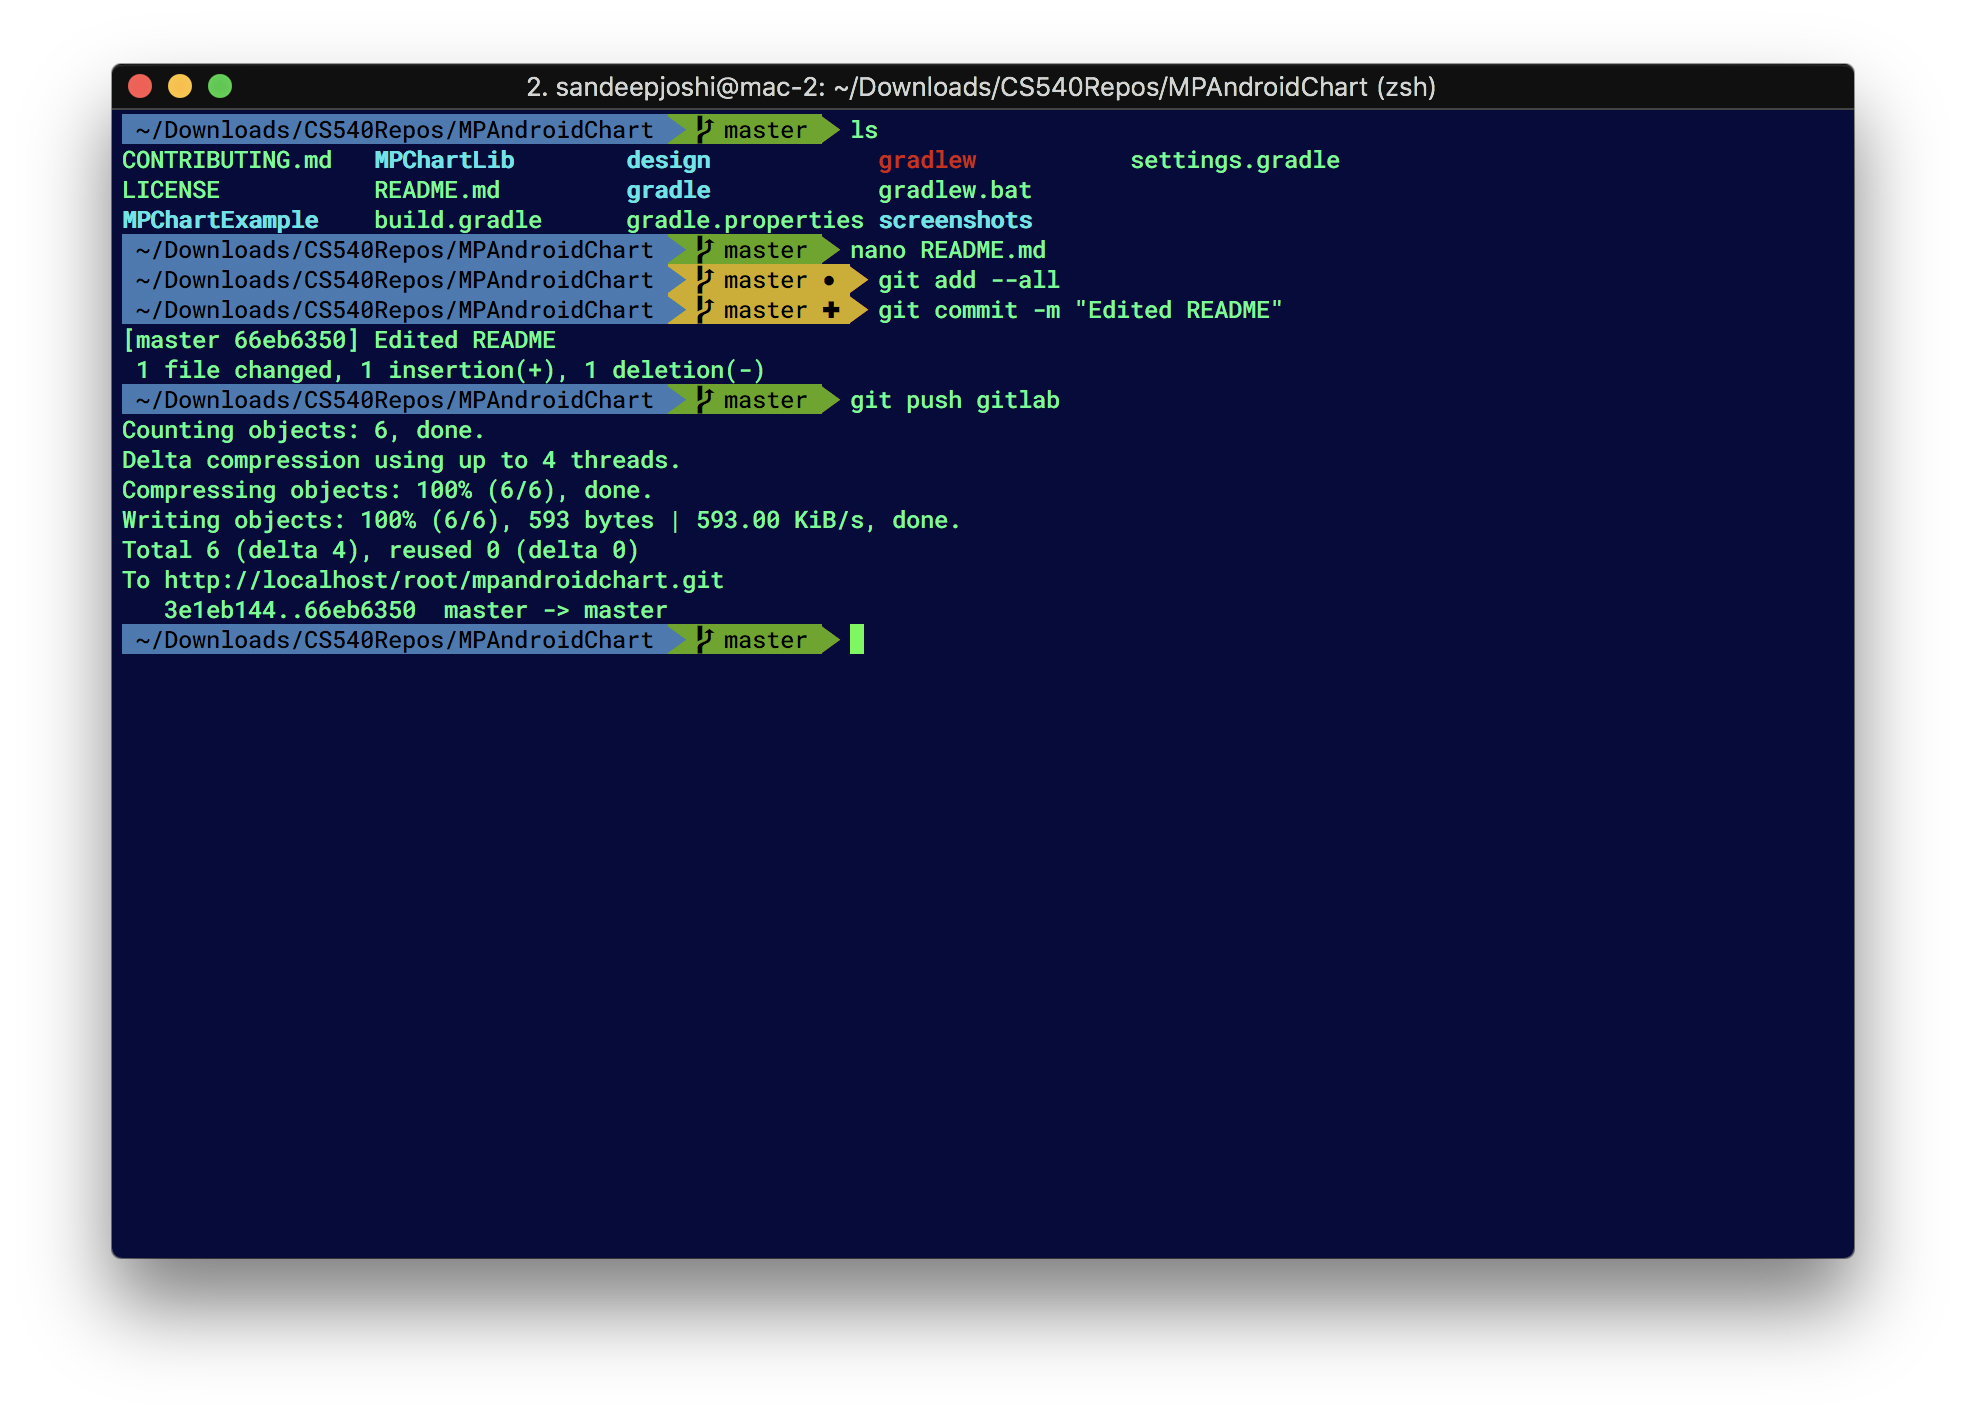 2. sandeepjoshi@mac-2: ~/Downloads/CS540Repos/MPAndroidChart (zsh)
~/Downloads/CS540Repos/MPAndroidChart master ls
CONTRIBUTING.md MPChartLib design gradlew settings.gradle
LICENSE README.md gradle gradlew.bat
MPChartExample build.gradle gradle.properties screenshots
~/Downloads/CS540Repos/MPAndroidChart master nano README.md
~/Downloads/CS540Repos/MPAndroidChart master ● git add --all
~/Downloads/CS540Repos/MPAndroidChart master ✚ git commit -m "Edited README"
[master 66eb6350] Edited README
1 file changed, 1 insertion(+), 1 deletion(-)
~/Downloads/CS540Repos/MPAndroidChart master git push gitlab
Counting objects: 6, done.
Delta compression using up to 4 threads.
Compressing objects: 100% (6/6), done.
Writing objects: 100% (6/6), 593 bytes | 593.00 KiB/s, done.
Total 6 (delta 4), reused 0 (delta 0)
To http://localhost/root/mpandroidchart.git
3e1eb144..66eb6350 master -> master
~/Downloads/CS540Repos/MPAndroidChart master